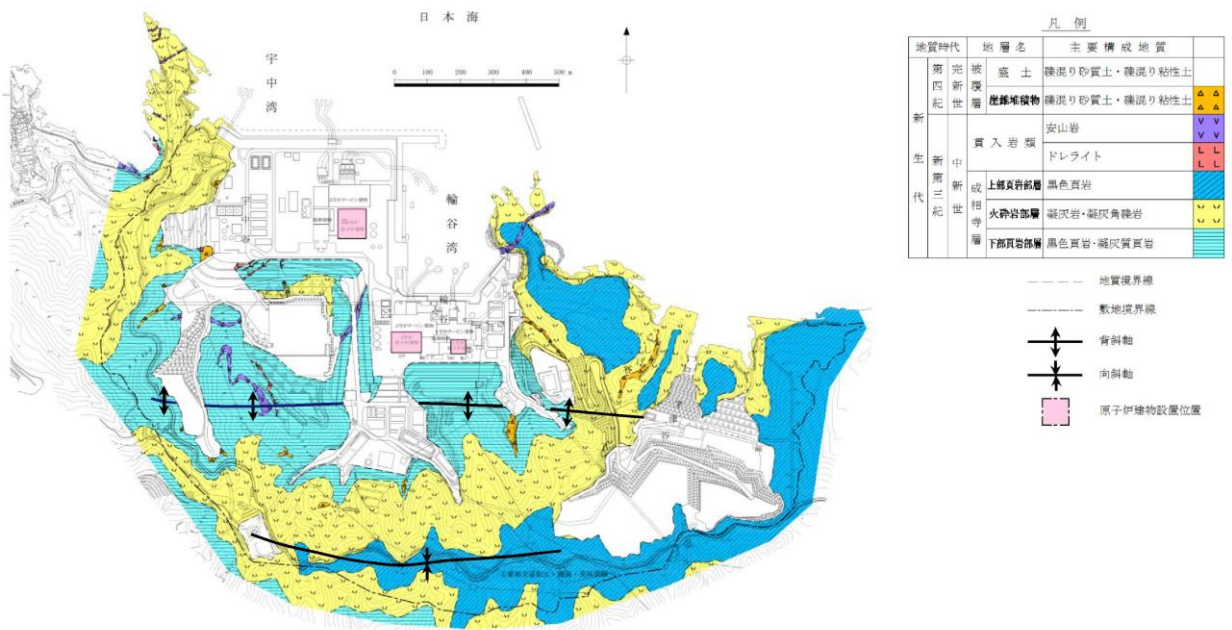 日本海
宇中湾
0 100 200 300 400 500 m
輪谷湾
凡例
地質時代 地層名 主要構成地質
新生代
第四紀 完新世 被覆層 盛土 礫混り砂質土・礫混り粘性土
崖錐堆積物 礫混り砂質土・礫混り粘性土
新第三紀 中新世 貫入岩類 安山岩
ドレライト
成相寺層 上部頁岩部層 黒色頁岩
火砕岩部層 凝灰岩・凝灰角礫岩
下部頁岩部層 黒色頁岩・凝灰質頁岩
地質境界線
敷地境界線
背斜軸
向斜軸
原子炉建物設置位置